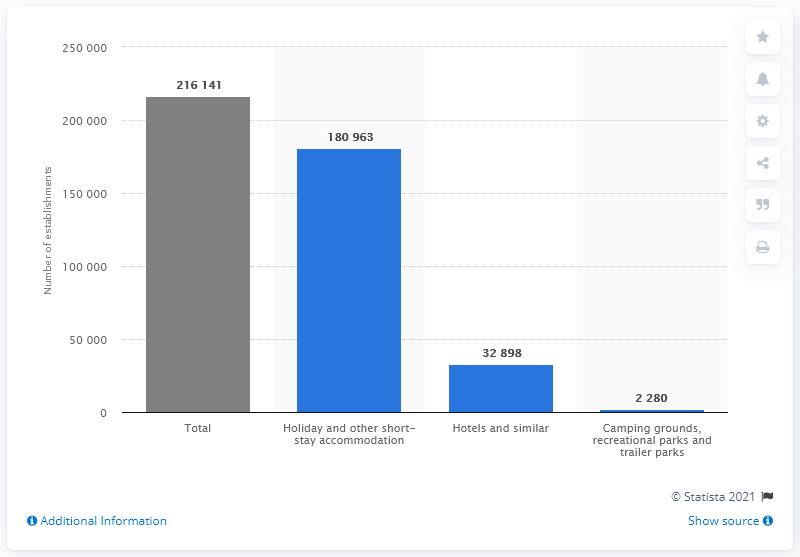 250 000
200 000
150 000
100 000
50 000
0
Number of establishments
216 141
180 963
32 898
2 280
Total
Holiday and other short-
stay accommodation
Hotels and similar
Camping grounds,
recreational parks and
trailer parks
© Statista 2021
Additional Information
Show source